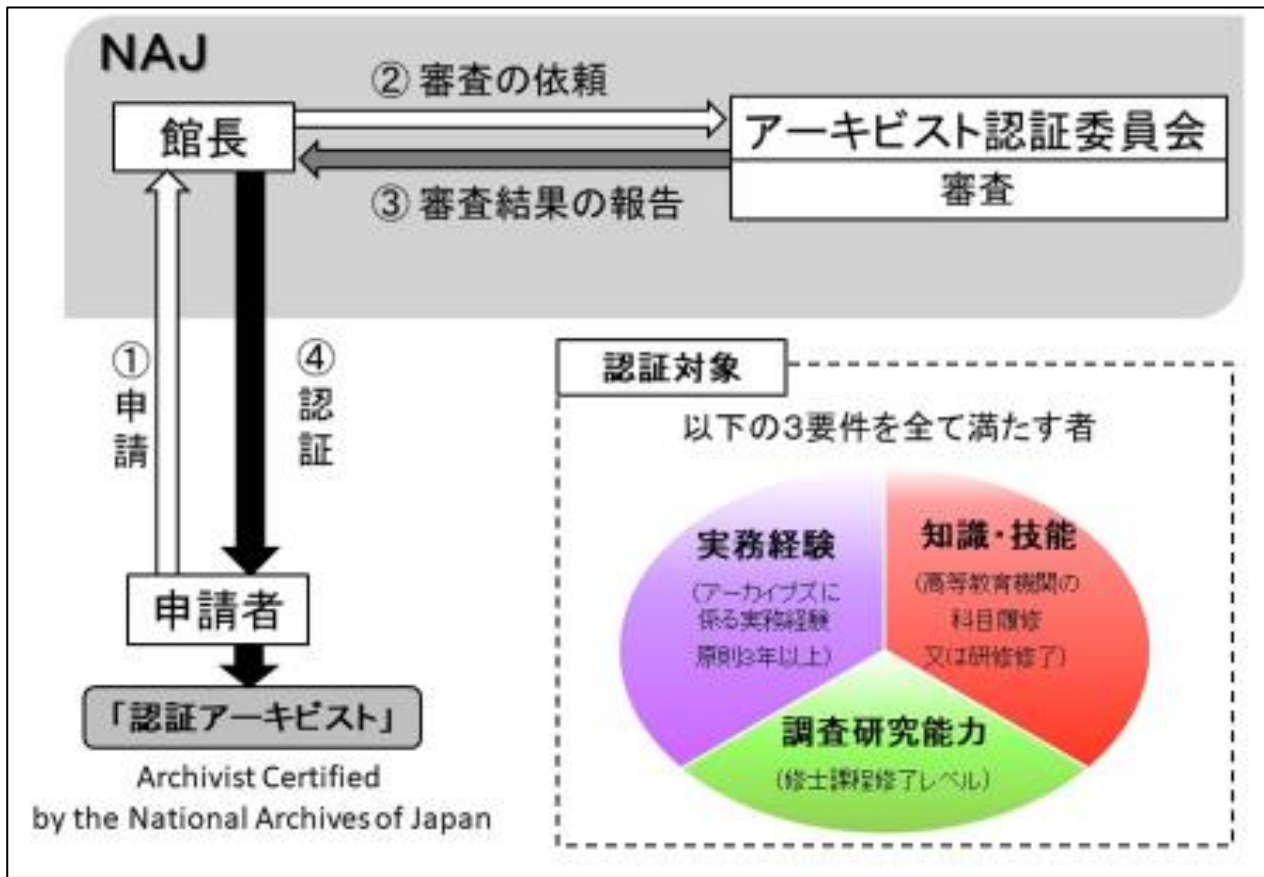 NAJ
② 審査の依頼
館長
アーキビスト認証委員会
審査
③ 審査結果の報告
①申請
④認証
申請者
「認証アーキビスト」
Archivist Certified
by the National Archives of Japan
認証対象
以下の3要件を全て満たす者
実務経験
(アーカイブズに
係る実務経験
原則3年以上)
知識・技能
(高等教育機関の
科目履修
又は研修修了)
調査研究能力
(修士課程修了レベル)